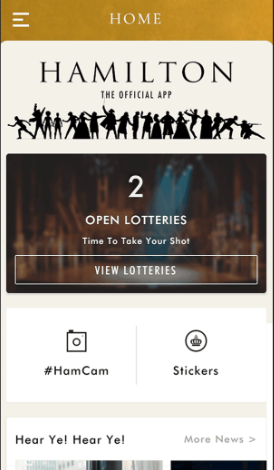 HOME
HAMILTON
THE OFFICIAL APP
2
OPEN LOTTERIES
Time To Take Your Shot
VIEW LOTTERIES
#HamCam
Stickers
Hear Ye! Hear Ye!
More News >